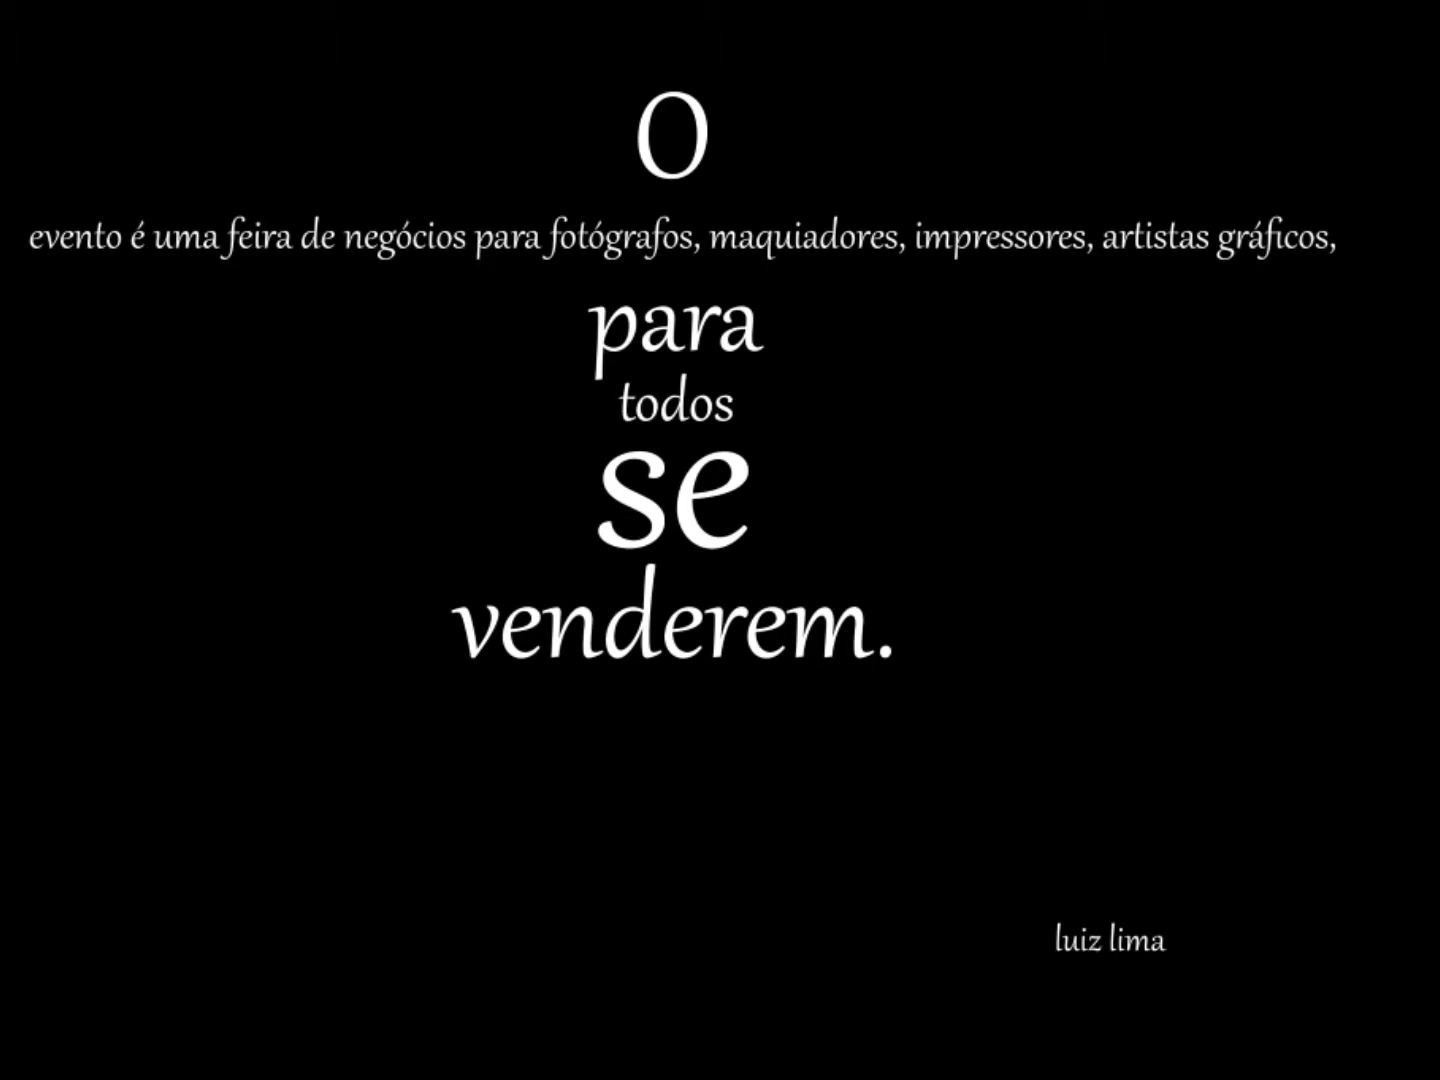 O
evento é uma feira de negócios para fotógrafos, maquiadores, impressores, artistas gráficos,
para
todos
se
venderem.
luiz lima